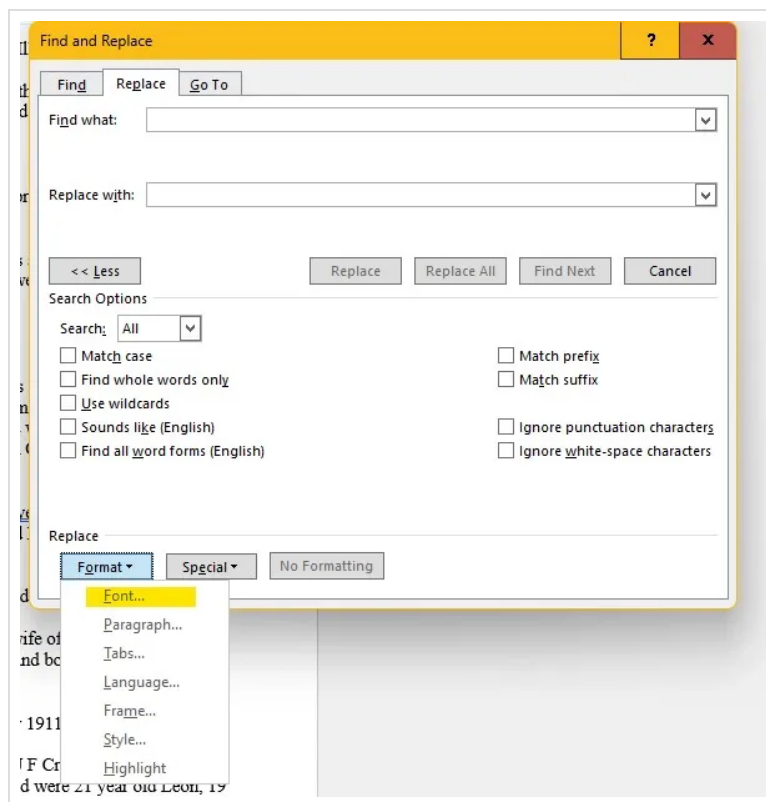 Find and Replace
?
x
Find
Replace
Go To
Find what:
Replace with:
<< Less
Replace
Replace All
Find Next
Cancel
Search Options
Search:
All
Match case
Match prefix
Find whole words only
Match suffix
Use wildcards
Sounds like (English)
Ignore punctuation characters
Find all word forms (English)
Ignore white-space characters
Replace
Format
Special
No Formatting
Font...
Paragraph...
Tabs...
Language...
Frame...
Style...
Highlight
1911
F
d were 21 year old Leon, 19